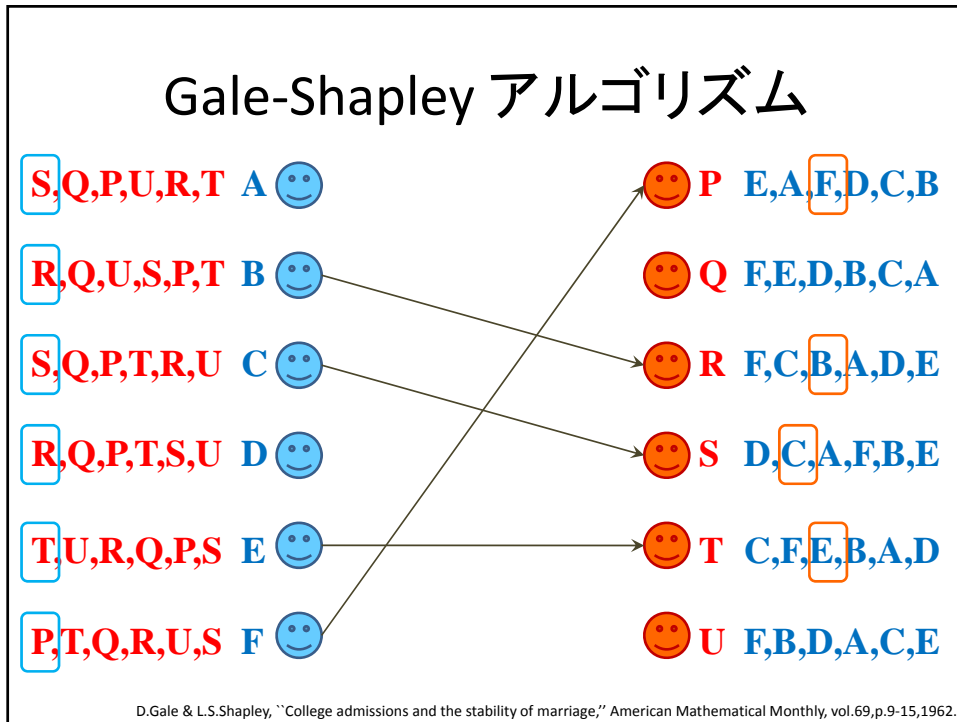 Gale-Shapley アルゴリズム
S,Q,P,U,R,T A P E,A,F,D,C,B
R,Q,U,S,P,T B Q F,E,D,B,C,A
S,Q,P,T,R,U C R F,C,B,A,D,E
R,Q,P,T,S,U D S D,C,A,F,B,E
T,U,R,Q,P,S E T C,F,E,B,A,D
P,T,Q,R,U,S F U F,B,D,A,C,E
D.Gale & L.S.Shapley, ``College admissions and the stability of marriage,'' American Mathematical Monthly, vol.69,p.9-15,1962.